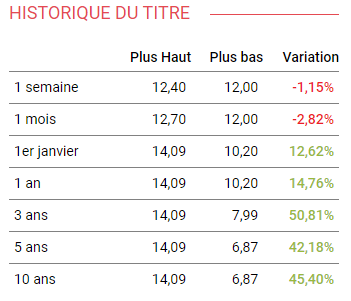 HISTORIQUE DU TITRE
Plus Haut Plus bas Variation
1 semaine 12,40 12,00 -1,15%
1 mois 12,70 12,00 -2,82%
1er janvier 14,09 10,20 12,62%
1 an 14,09 10,20 14,76%
3 ans 14,09 7,99 50,81%
5 ans 14,09 6,87 42,18%
10 ans 14,09 6,87 45,40%